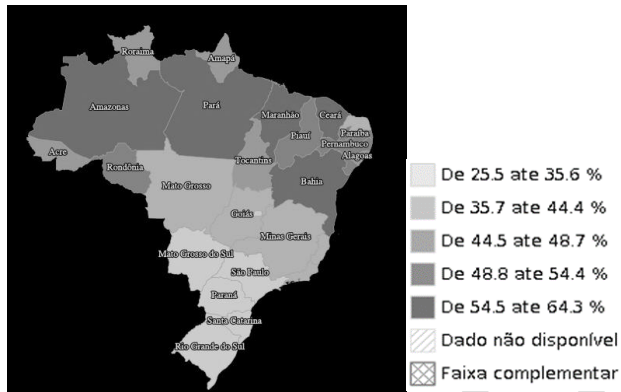 Roraima
Amapá
Amazonas
Pará
Maranhão
Ceará
Piauí
Paraíba
Pernambuco
Alagoas
Acre
Rondônia
Tocantins
Bahia
Mato Grosso
Goiás
Minas Gerais
Mato Grosso do Sul
São Paulo
Paraná
Santa Catarina
Rio Grande do Sul
De 25.5 ate 35.6 %
De 35.7 ate 44.4 %
De 44.5 ate 48.7 %
De 48.8 ate 54.4 %
De 54.5 ate 64.3 %
Dado não disponível
Faixa complementar